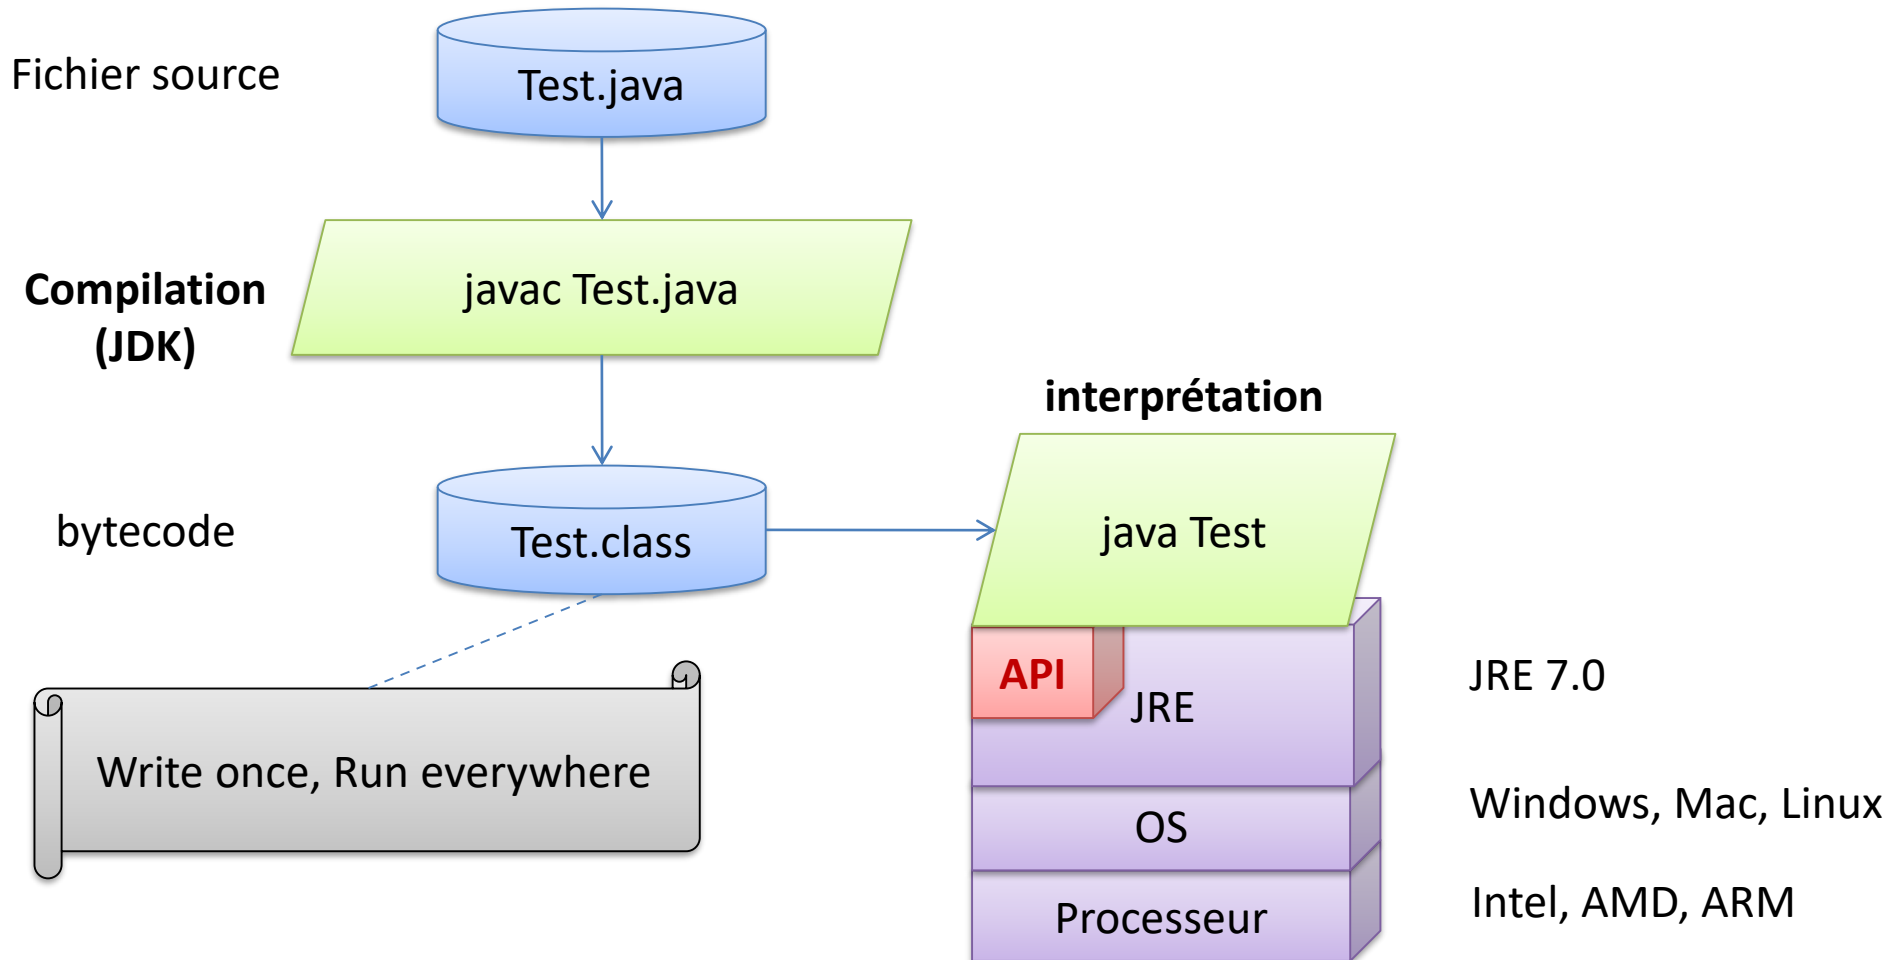 Fichier source
Test.java
Compilation
(JDK)
javac Test.java
interprétation
bytecode
Test.class
java Test
API
JRE
JRE 7.0
Write once, Run everywhere
OS
Windows, Mac, Linux
Processeur
Intel, AMD, ARM